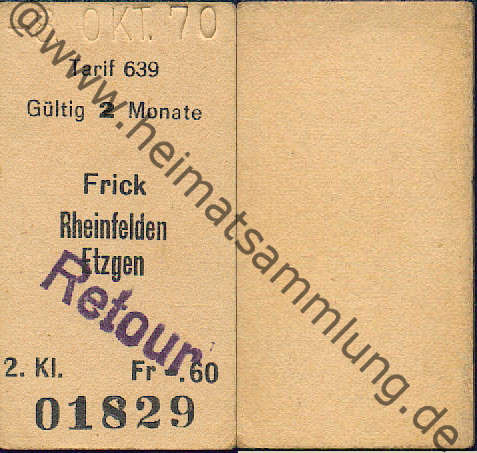 OKT. 70
Tarif 639
Gültig 2 Monate
Frick
Rheinfelden
Etzgen
Retour
2. Kl. Fr .60
01829
@www.heimatsammlung.de